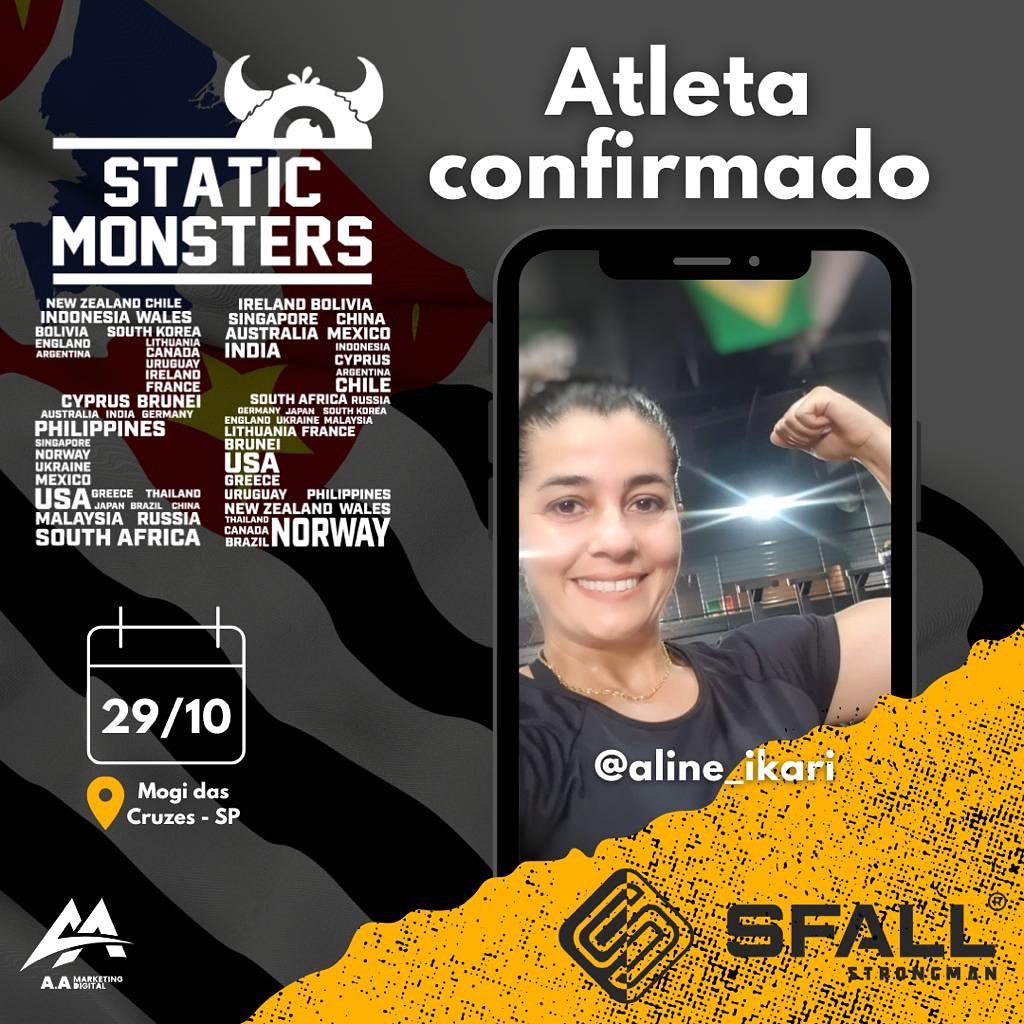 Atleta
confirmado
STATIC
MONSTERS
NEW ZEALAND CHILE
INDONESIA WALES
BOLIVIA SOUTH KOREA
ENGLAND LITHUANIA
ARGENTINA CANADA
URUGUAY
IRELAND
FRANCE
CYPRUS BRUNEI
AUSTRALIA INDIA GERMANY
PHILIPPINES
SINGAPORE
NORWAY
UKRAINE
MEXICO
USA GREECE THAILAND
JAPAN BRAZIL CHINA
MALAYSIA RUSSIA
SOUTH AFRICA
IRELAND BOLIVIA
SINGAPORE CHINA
AUSTRALIA MEXICO
INDIA INDONESIA
CYPRUS
ARGENTINA
CHILE
SOUTH AFRICA RUSSIA
GERMANY JAPAN SOUTH KOREA
ENGLAND UKRAINE MALAYSIA
LITHUANIA FRANCE
BRUNEI
USA
GREECE
URUGUAY PHILIPPINES
NEW ZEALAND WALES
THAILAND
CANADA
BRAZIL NORWAY
29/10
Mogi das
Cruzes - SP
@aline_ikari
A.A MARKETING
DIGITAL
SFALL®
STRONGMAN